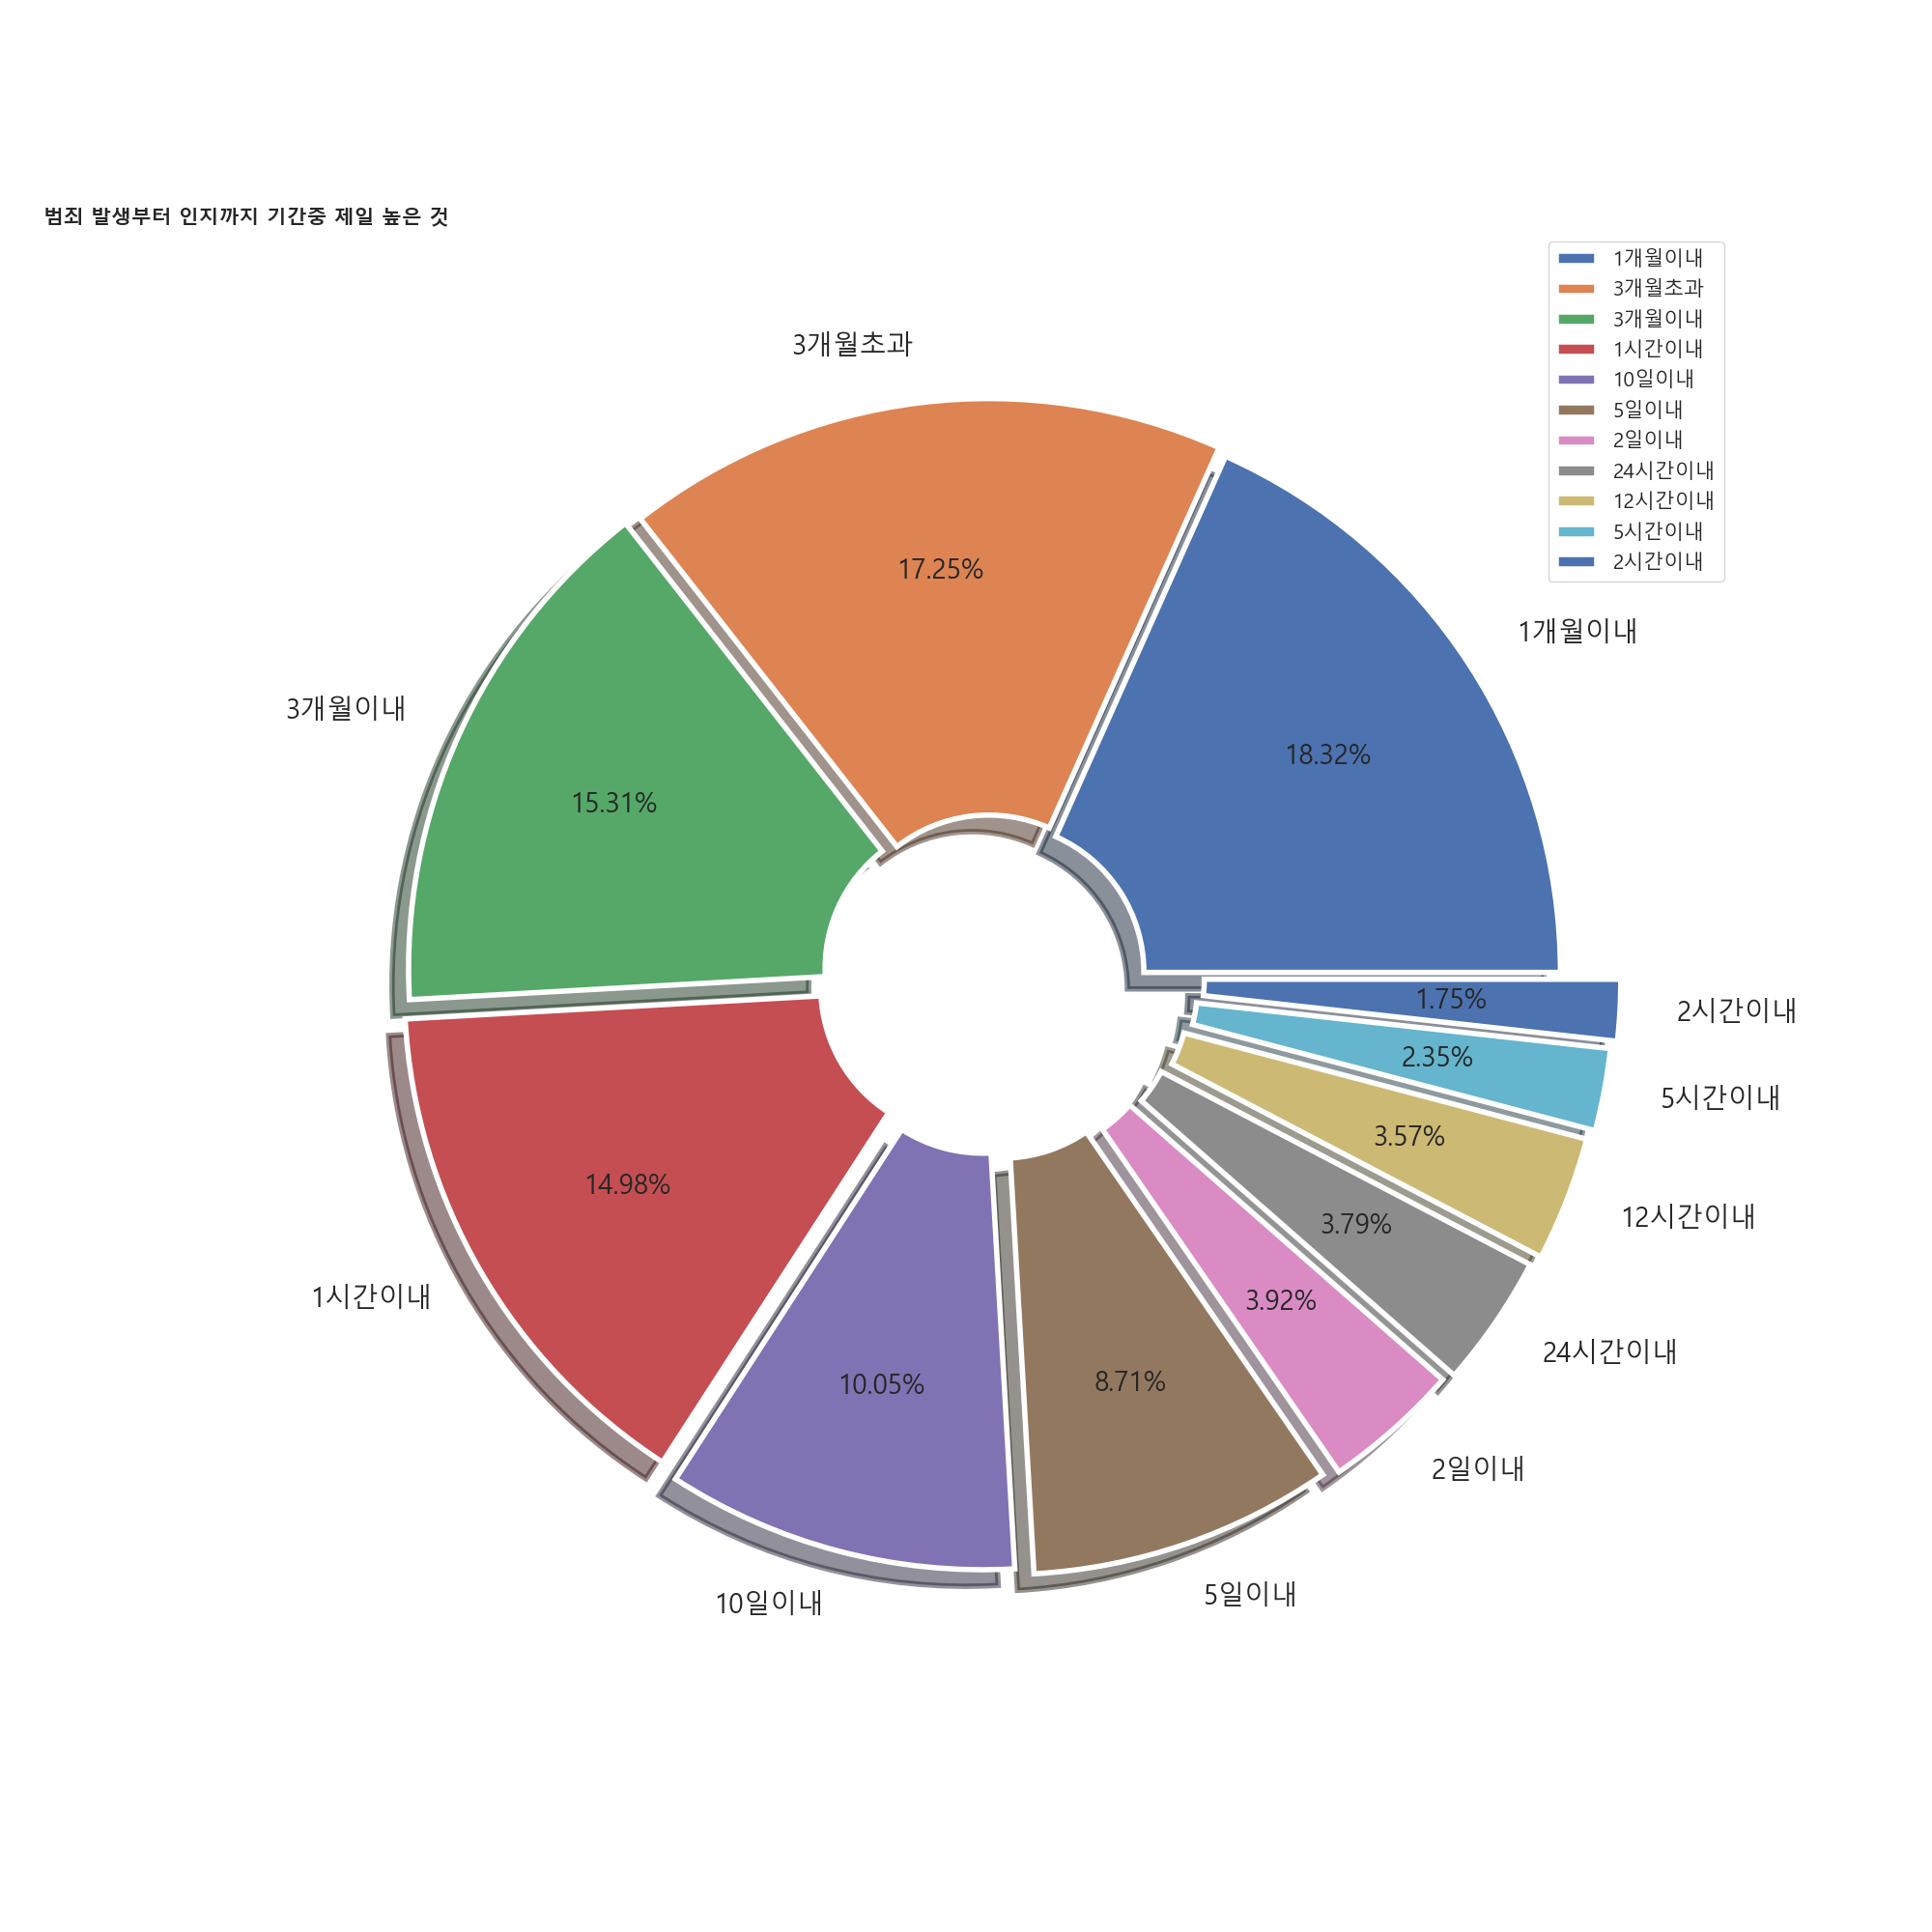 범죄 발생부터 인지까지 기간중 제일 높은 것
1개월이내
3개월초과
3개월이내
1시간이내
10일이내
5일이내
2일이내
24시간이내
12시간이내
5시간이내
2시간이내
3개월초과
17.25%
1개월이내
18.32%
3개월이내
15.31%
1시간이내
14.98%
10일이내
10.05%
5일이내
8.71%
2일이내
3.92%
24시간이내
3.79%
12시간이내
3.57%
5시간이내
2.35%
2시간이내
1.75%